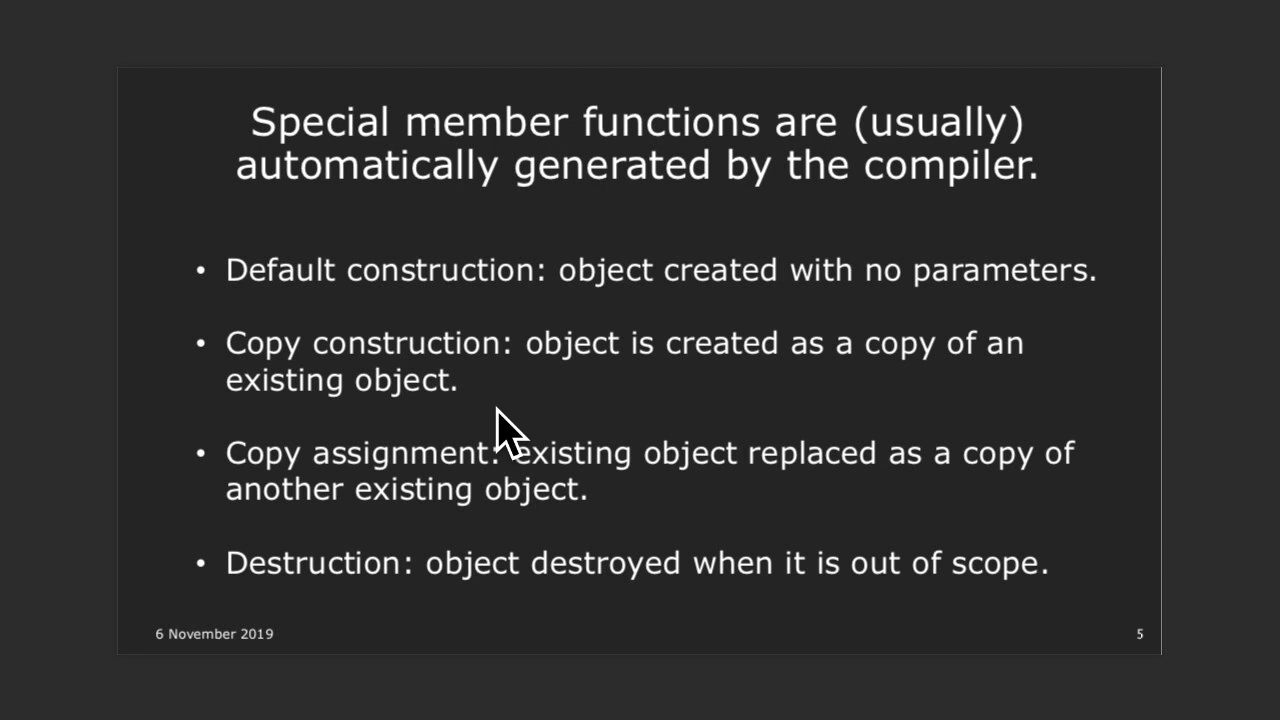 Special member functions are (usually)
automatically generated by the compiler.
• Default construction: object created with no parameters.
• Copy construction: object is created as a copy of an
existing object.
• Copy assignment: existing object replaced as a copy of
another existing object.
• Destruction: object destroyed when it is out of scope.
6 November 2019
5